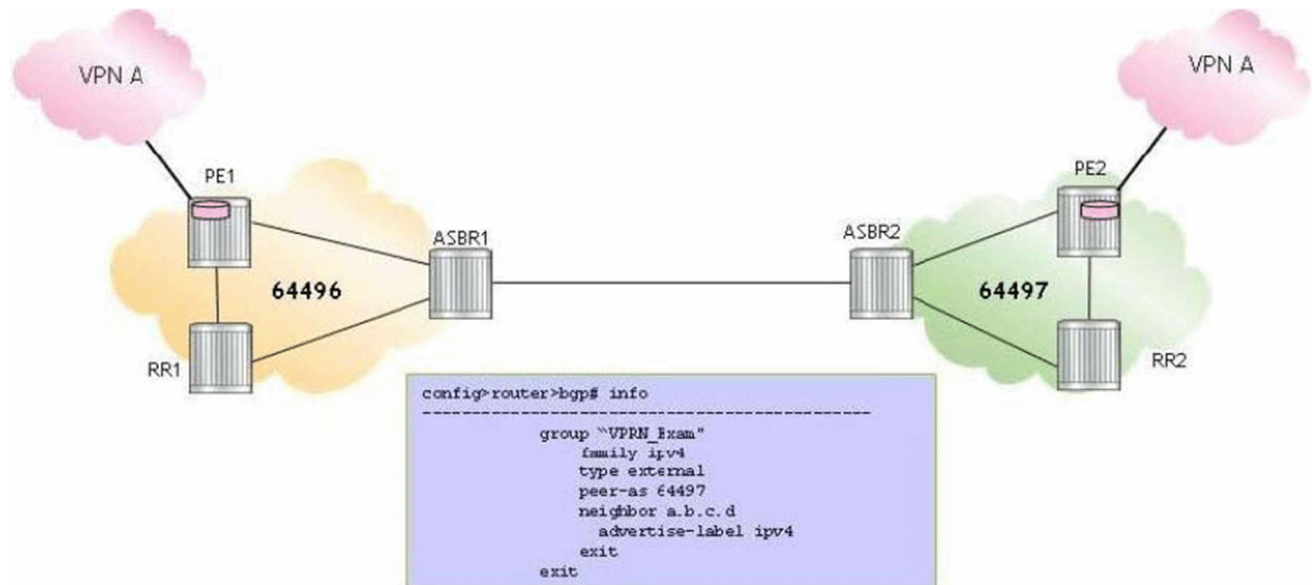 VPN A
VPN A
PE1
PE2
ASBR1
ASBR2
64496
64497
RR1
RR2
config>router>bgp# info
----------------------------------------------
group "VPRN_Exam"
family ipv4
type external
peer-as 64497
neighbor a.b.c.d
advertise-label ipv4
exit
exit